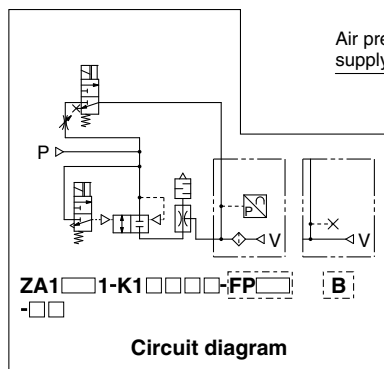 Air pre
supply
P
P
V
V
ZA1□1-K1□□□□-FP□ B
-□□
Circuit diagram